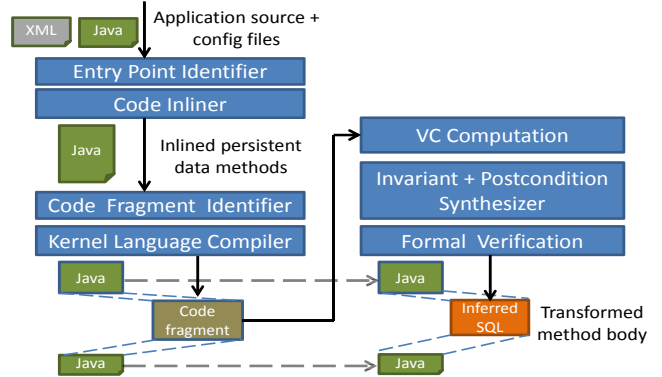 XML
Java
Application source +
config files
Entry Point Identifier
Code Inliner
Java
Inlined persistent
data methods
Code Fragment Identifier
Kernel Language Compiler
Java
Code
fragment
Java
VC Computation
Invariant + Postcondition
Synthesizer
Formal Verification
Java
Inferred
SQL
Transformed
method body
Java